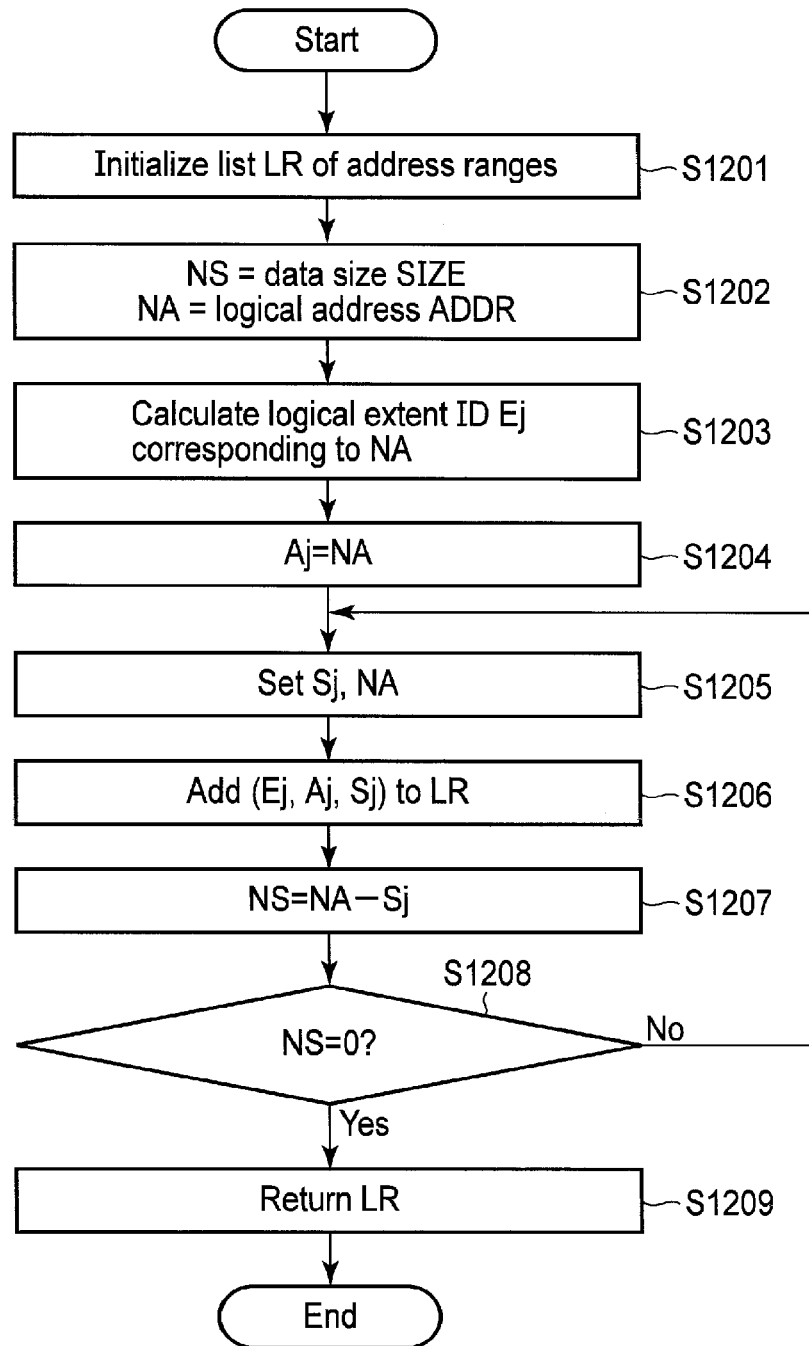 Start
Initialize list LR of address ranges
S1201
NS = data size SIZE
NA = logical address ADDR
S1202
Calculate logical extent ID Ej
corresponding to NA
S1203
Aj=NA
S1204
Set Sj, NA
S1205
Add (Ej, Aj, Sj) to LR
S1206
NS=NA−Sj
S1207
S1208
NS=0?
No
Yes
Return LR
S1209
End